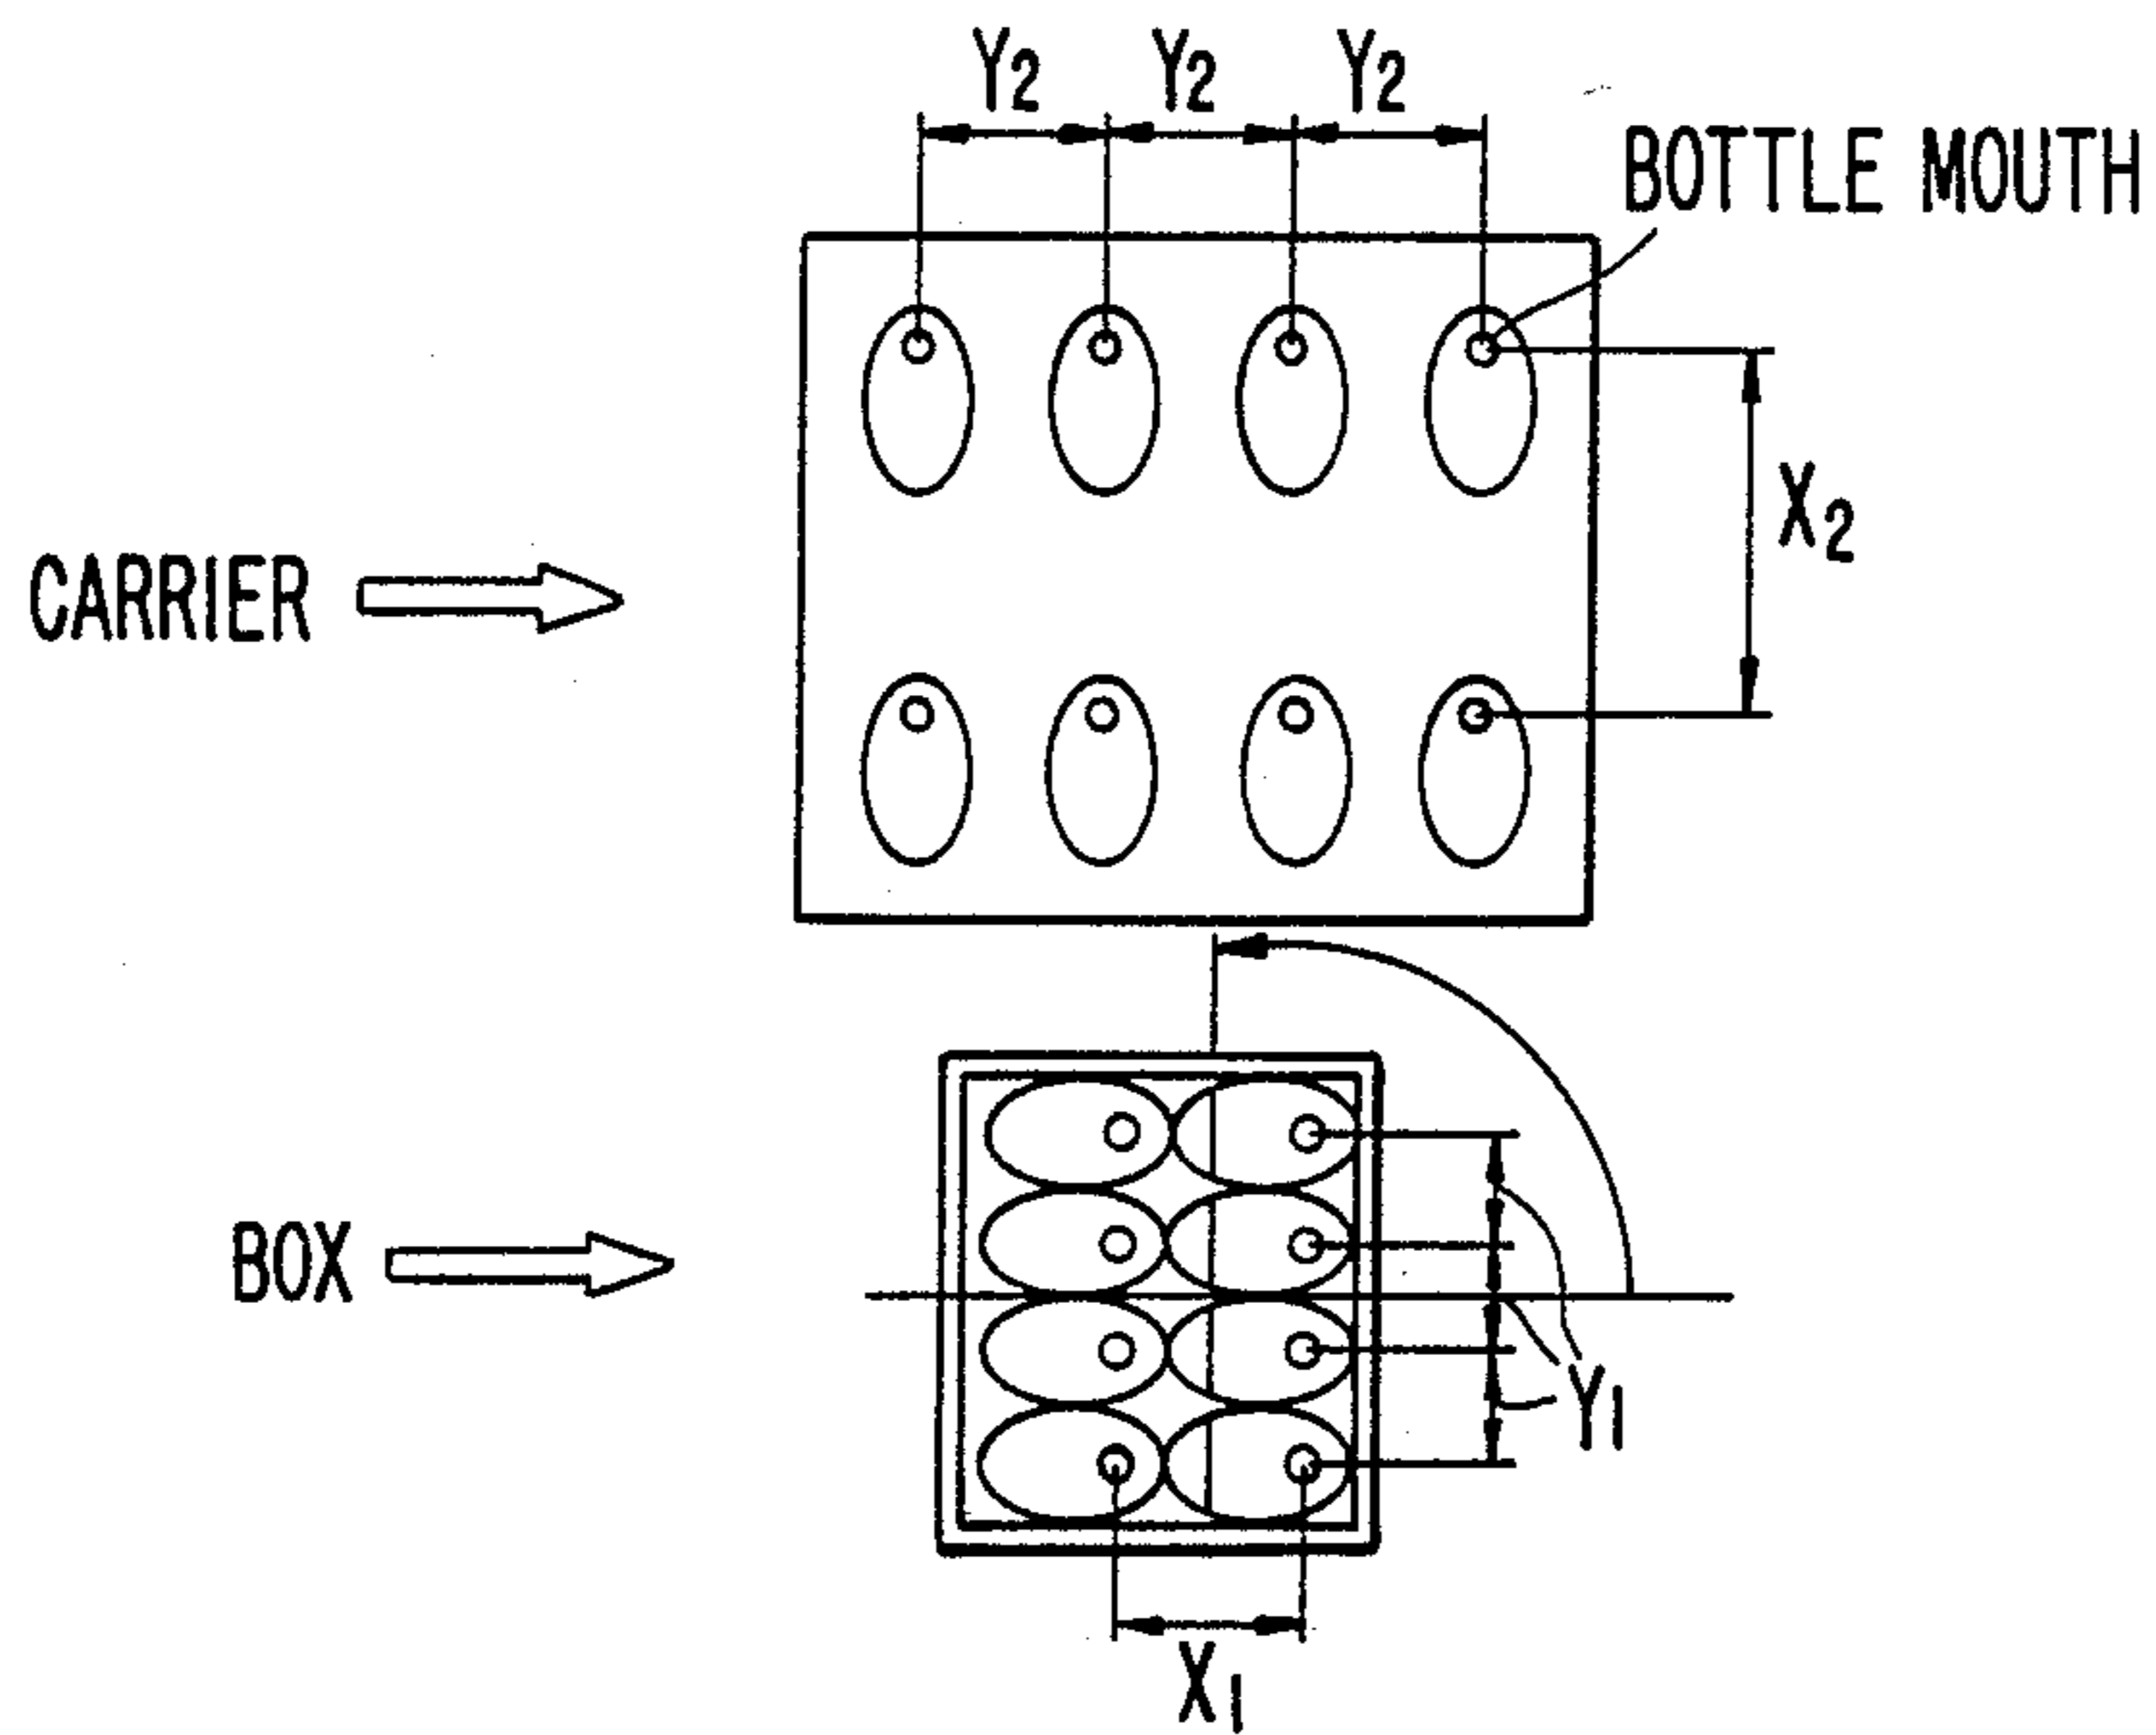 Y2 Y2 Y2
BOTTLE MOUTH
X2
CARRIER
BOX
Y1
X1